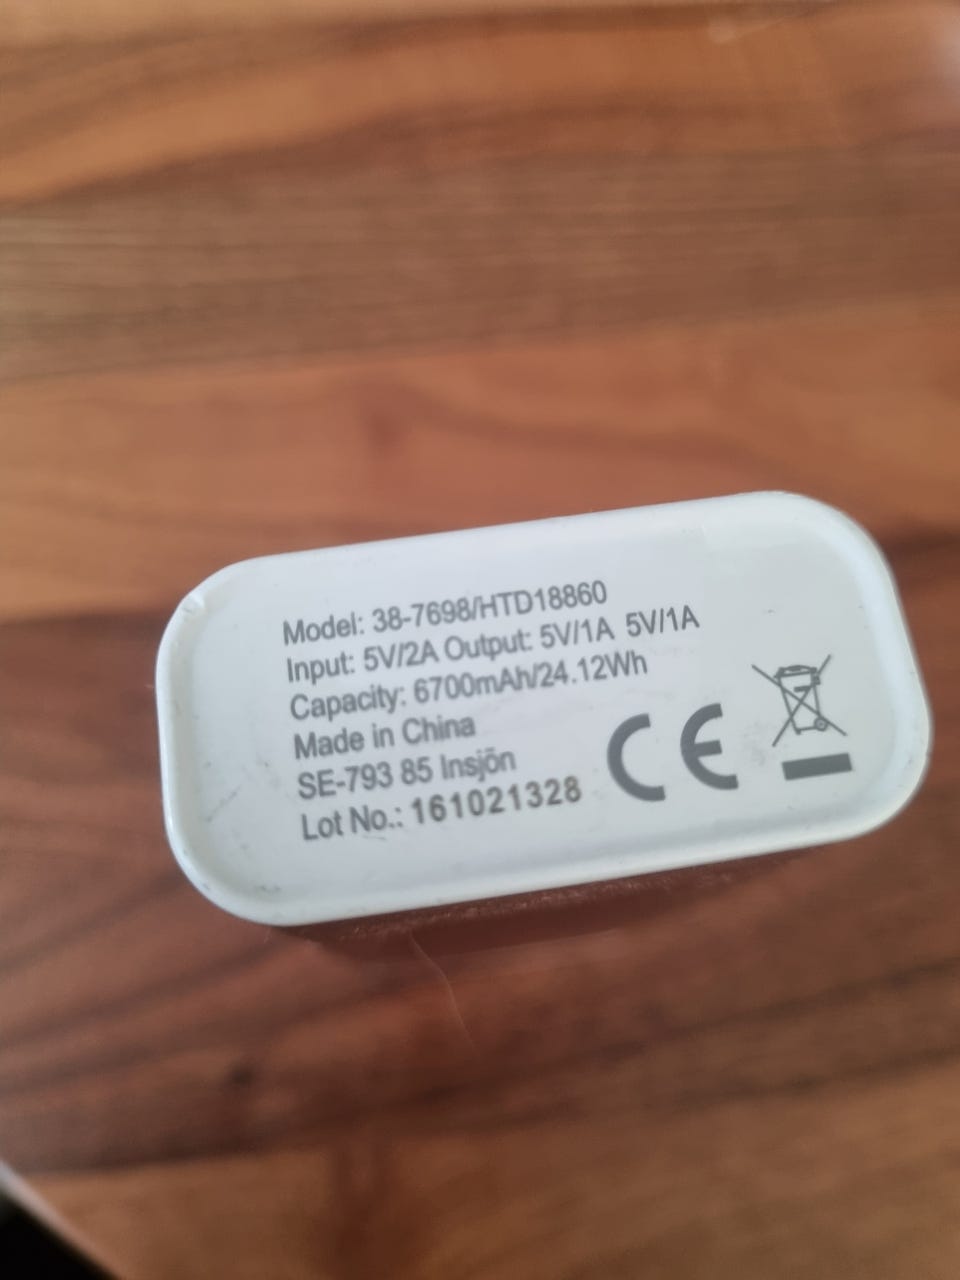 Model: 38-7698/HTD18860
Input: 5V/2A Output: 5V/1A 5V/1A
Capacity: 6700mAh/24.12Wh
Made in China
SE-793 85 Insjōn
Lot No.: 161021328
CE